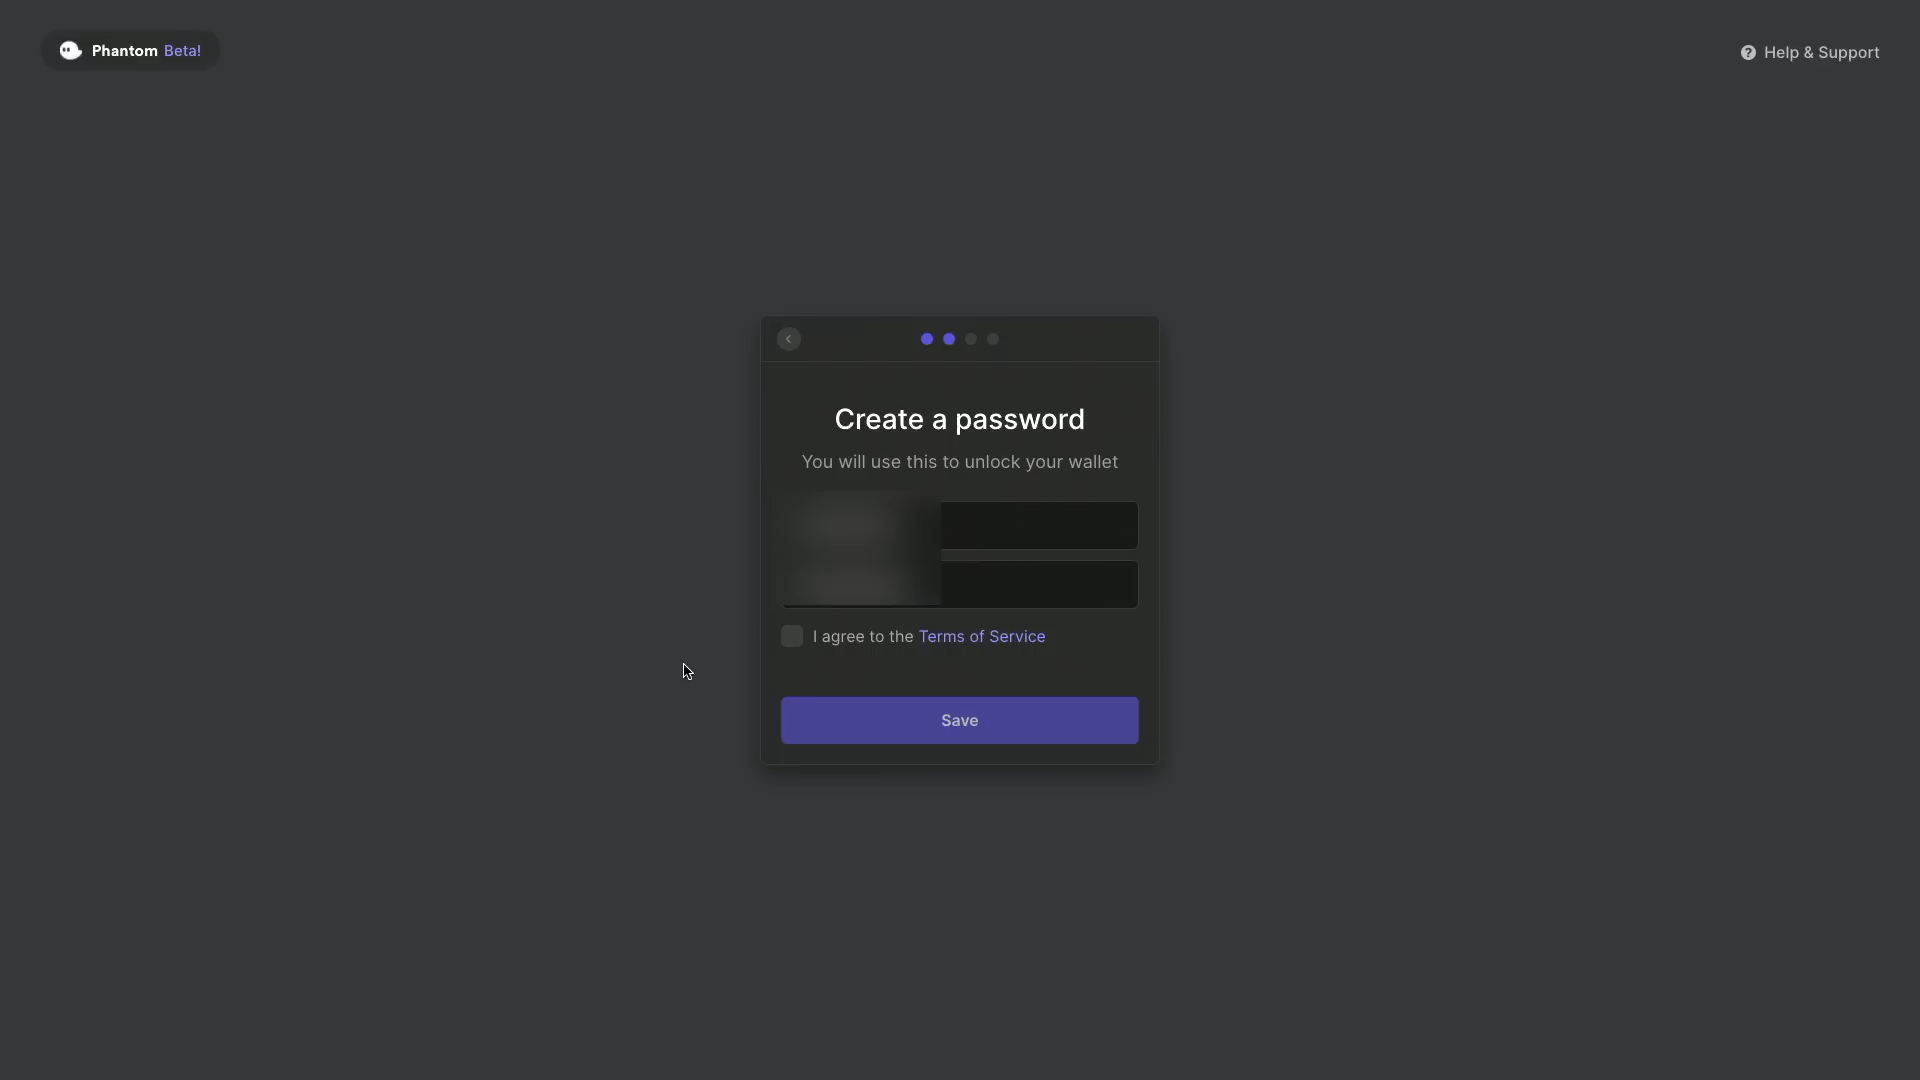 Phantom Beta!
Help & Support
Create a password
You will use this to unlock your wallet
I agree to the Terms of Service
Save